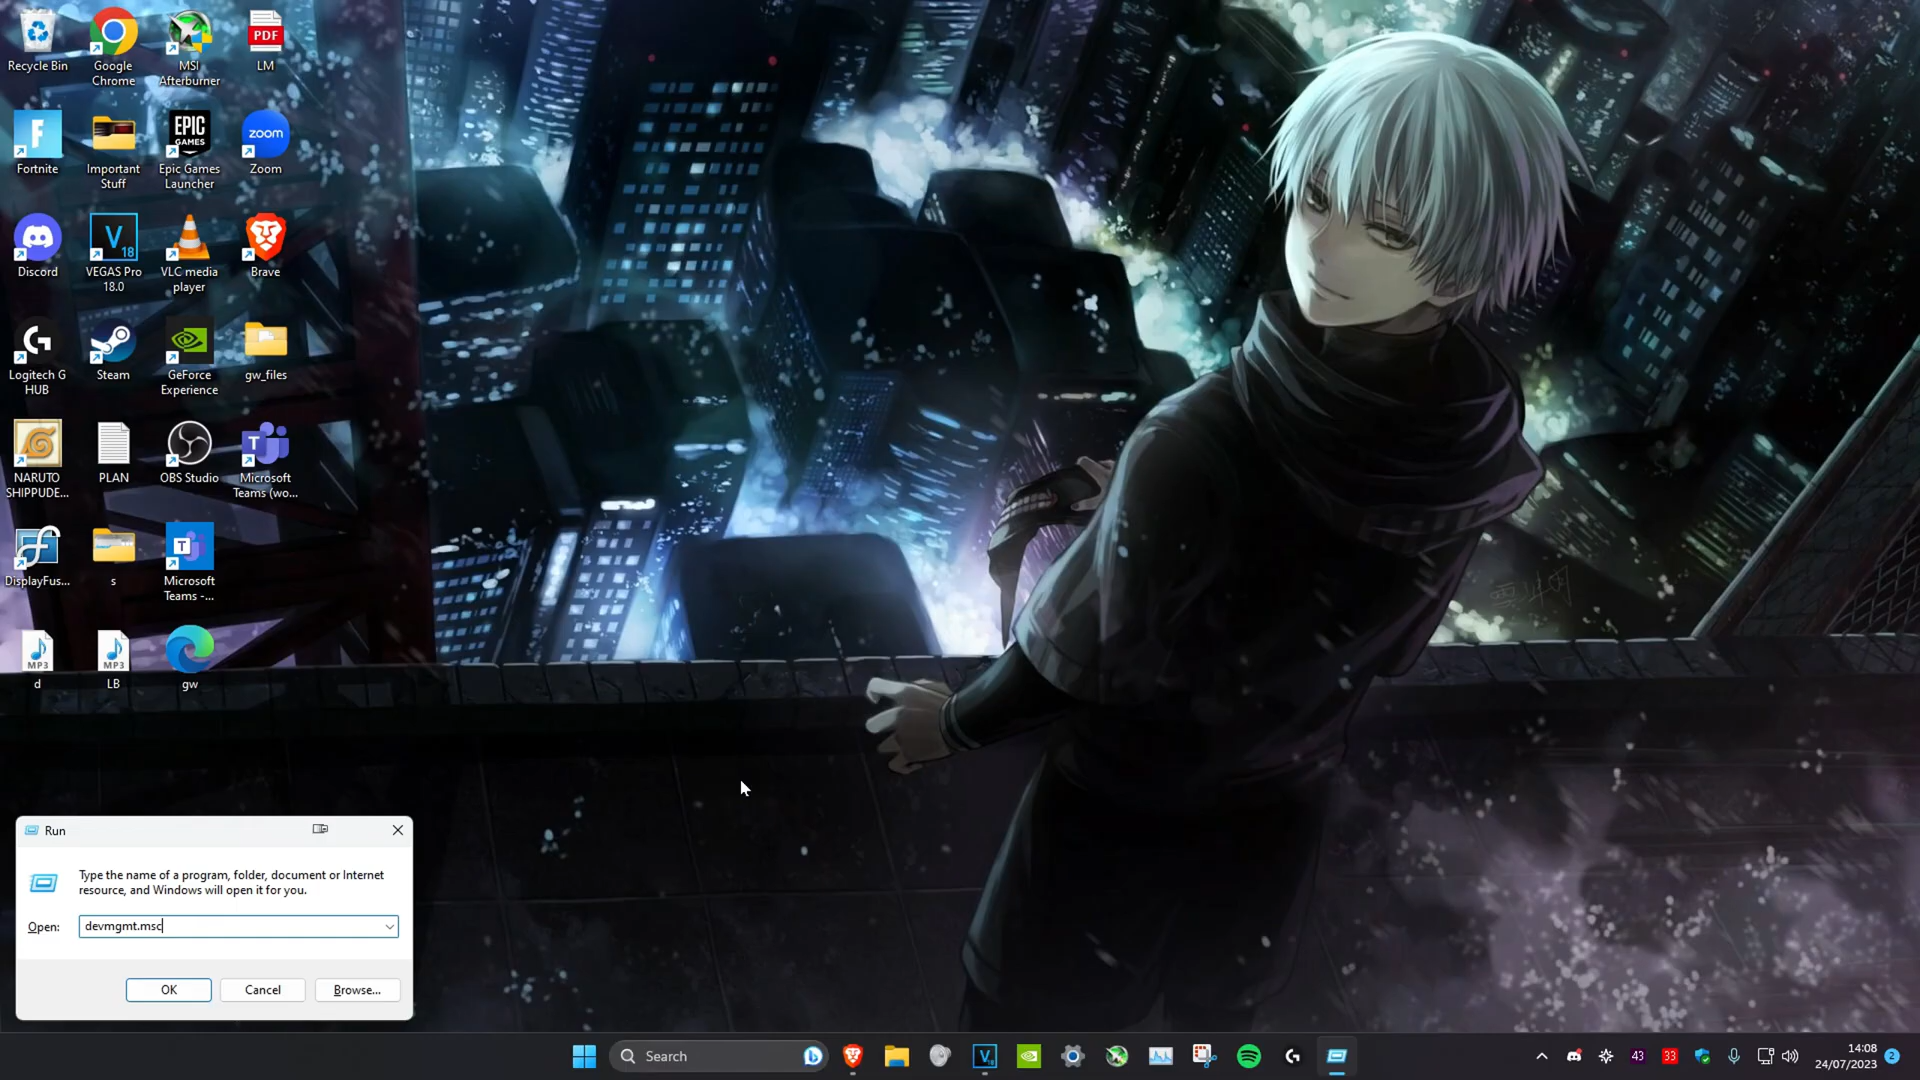 Recycle Bin
Google
Chrome
MSI
Afterburner
PDF
LM
F
Fortnite
Important
Stuff
EPIC
GAMES
Epic Games
Launcher
zoom
Zoom
Discord
V
18
VEGAS Pro
18.0
VLC media
player
Brave
Logitech G
HUB
Steam
GeForce
Experience
gw_files
NARUTO
SHIPPUDE...
PLAN
OBS Studio
T
Microsoft
Teams (wo...
DisplayFus...
s
T
Microsoft
Teams -...
MP3
d
MP3
LB
gw
Run
Type the name of a program, folder, document or Internet
resource, and Windows will open it for you.
Open:
devmgmt.msc
OK
Cancel
Browse...
Search
V
43
33
14:08
24/07/2023
2